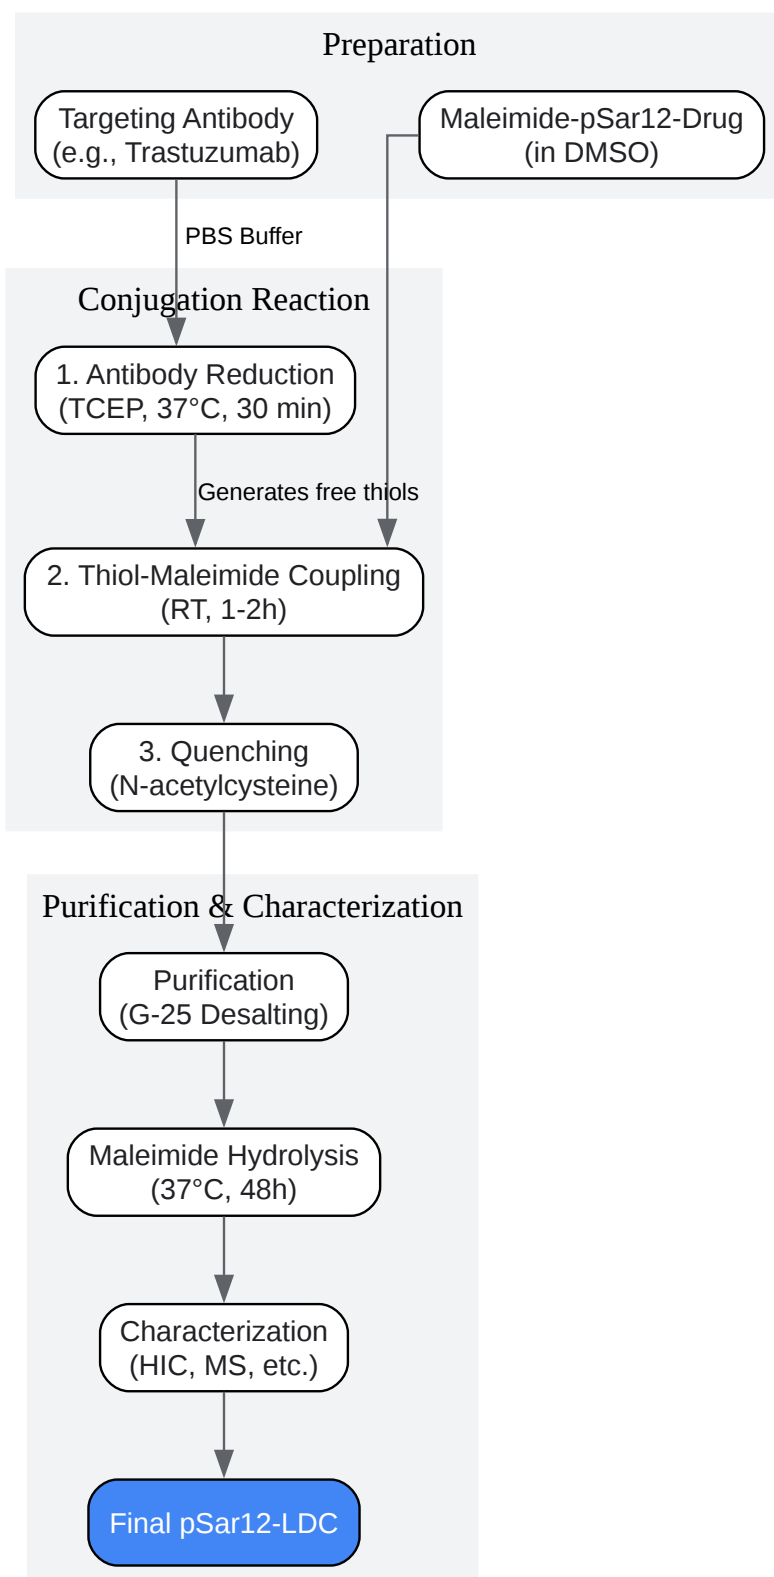 Preparation
Targeting Antibody
(e.g., Trastuzumab)
Maleimide-pSar12-Drug
(in DMSO)
PBS Buffer
Conjugation Reaction
1. Antibody Reduction
(TCEP, 37°C, 30 min)
Generates free thiols
2. Thiol-Maleimide Coupling
(RT, 1-2h)
3. Quenching
(N-acetylcysteine)
Purification & Characterization
Purification
(G-25 Desalting)
Maleimide Hydrolysis
(37°C, 48h)
Characterization
(HIC, MS, etc.)
Final pSar12-LDC